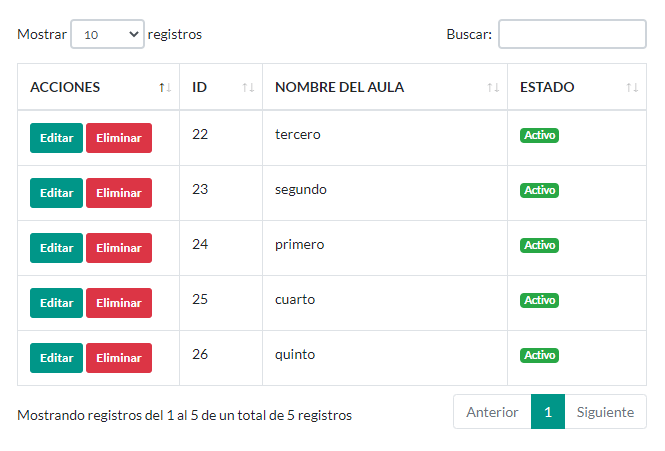 Mostrar 10 registros Buscar:
ACCIONES ID NOMBRE DEL AULA ESTADO
Editar Eliminar 22 tercero Activo
Editar Eliminar 23 segundo Activo
Editar Eliminar 24 primero Activo
Editar Eliminar 25 cuarto Activo
Editar Eliminar 26 quinto Activo
Mostrando registros del 1 al 5 de un total de 5 registros Anterior 1 Siguiente